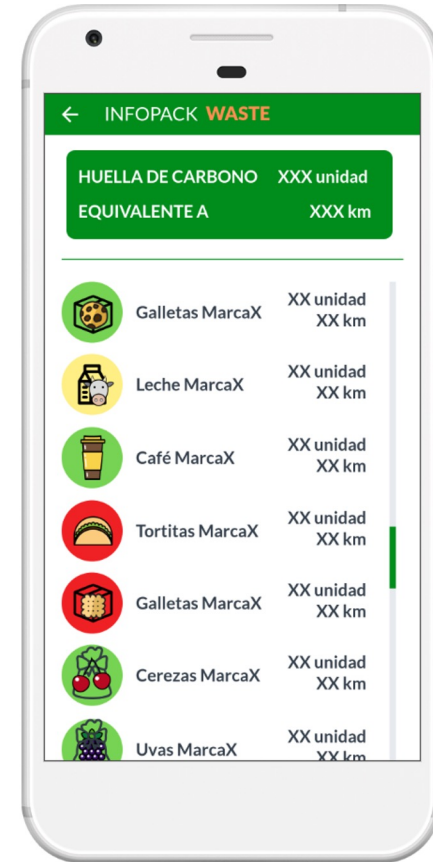 INFOPACK WASTE
HUELLA DE CARBONO XXX unidad
EQUIVALENTE A XXX km
Galletas MarcaX XX unidad
XX km
Leche MarcaX XX unidad
XX km
Café MarcaX XX unidad
XX km
Tortitas MarcaX XX unidad
XX km
Galletas MarcaX XX unidad
XX km
Cerezas MarcaX XX unidad
XX km
Uvas MarcaX XX unidad
XX km